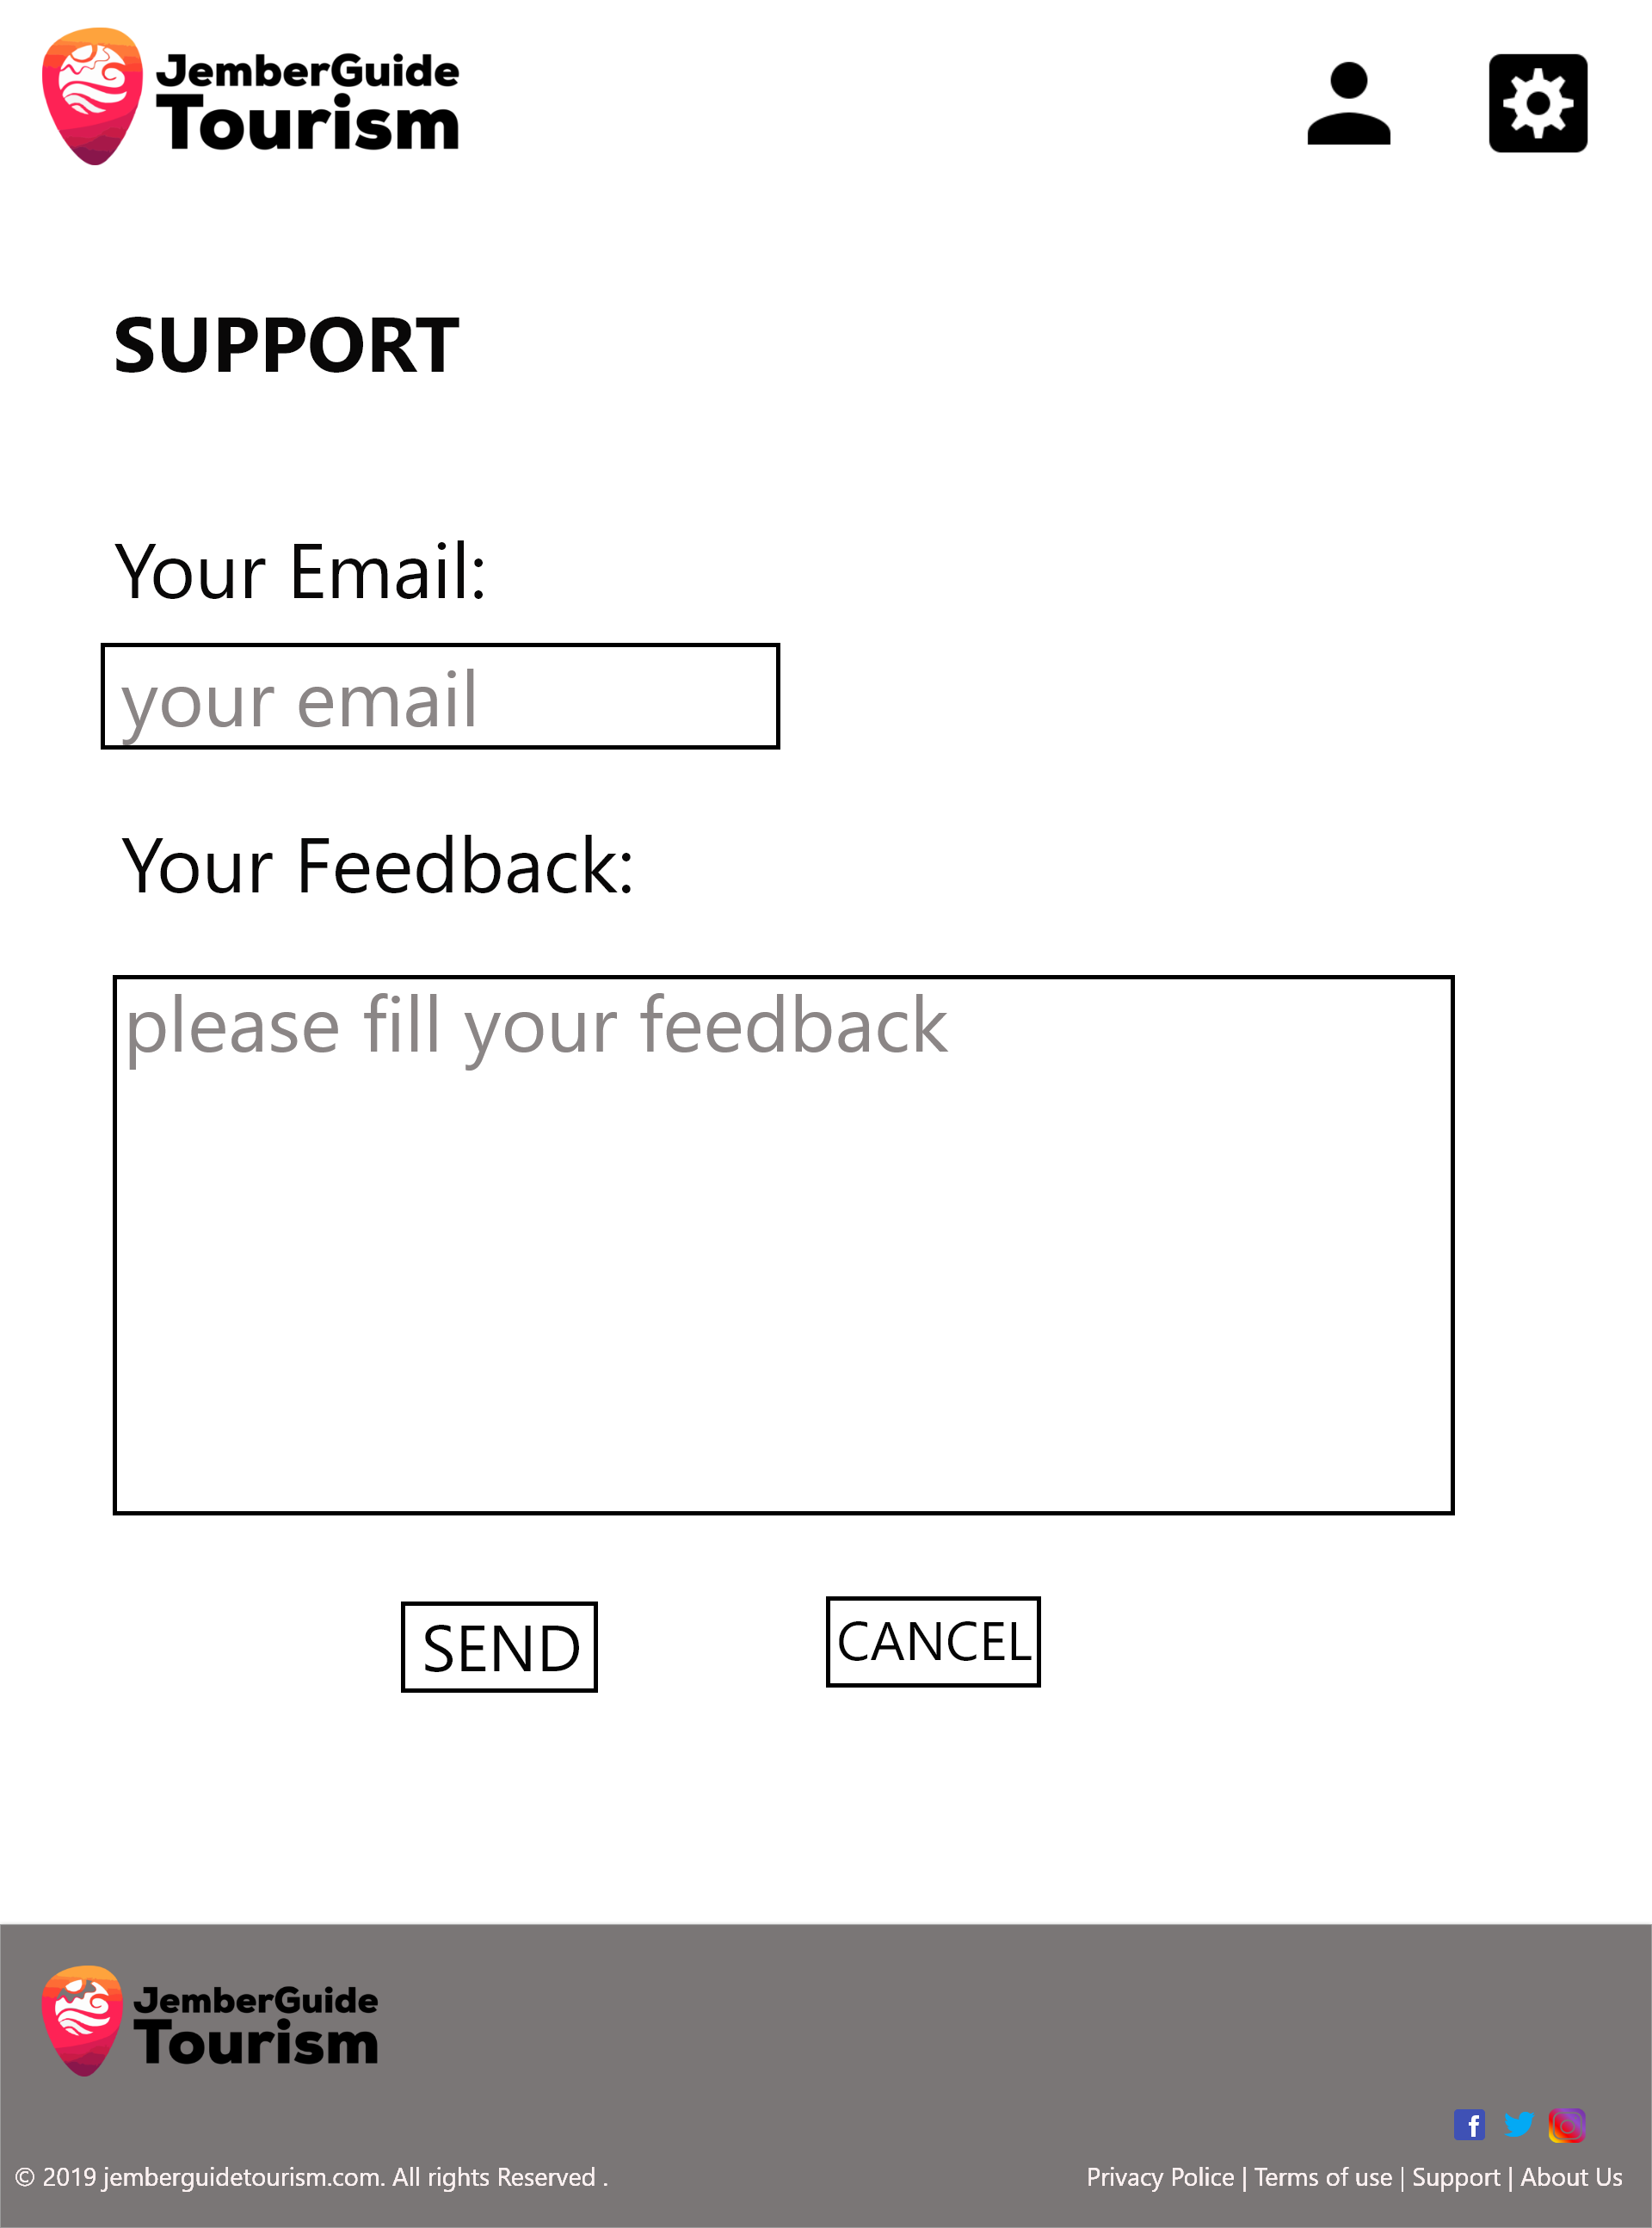 JemberGuide
Tourism
SUPPORT
Your Email:
your email
Your Feedback:
please fill your feedback
SEND
CANCEL
JemberGuide
Tourism
© 2019 jemberguidetourism.com. All rights Reserved .
Privacy Police | Terms of use | Support | About Us